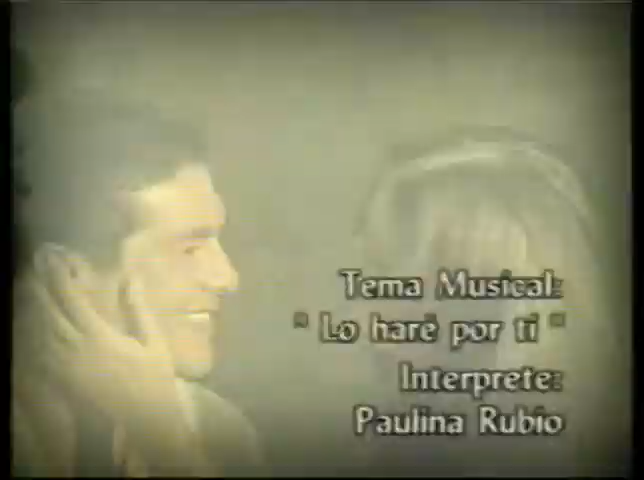 Tema Musical:
" Lo haré por ti "
Interprete:
Paulina Rubio